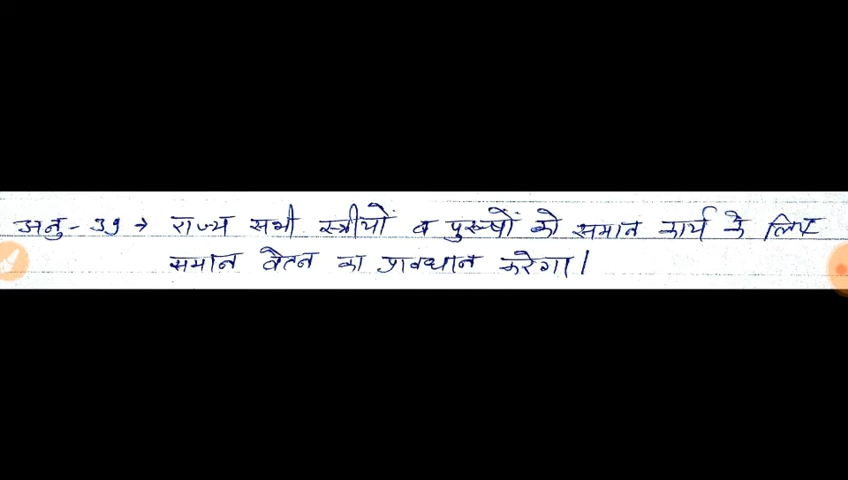 अनु - 39 → राज्य सभी स्त्रीयों व पुरूषों को समान कार्य के लिए
समान वेतन का प्रावधान करेगा।